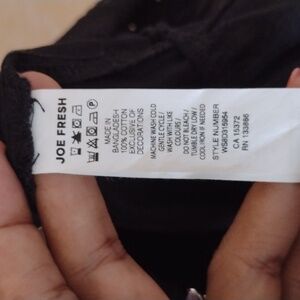 JOE FRESH
MADE IN
BANGLADESH
100% COTTON
EXCLUSIVE OF
DECORATIONS
MACHINE WASH COLD
GENTLE CYCLE /
WASH WITH LIKE
COLOURS /
DO NOT BLEACH /
TUMBLE DRY LOW /
COOL IRON IF NEEDED
STYLE NUMBER
CA 15372
RN 133886